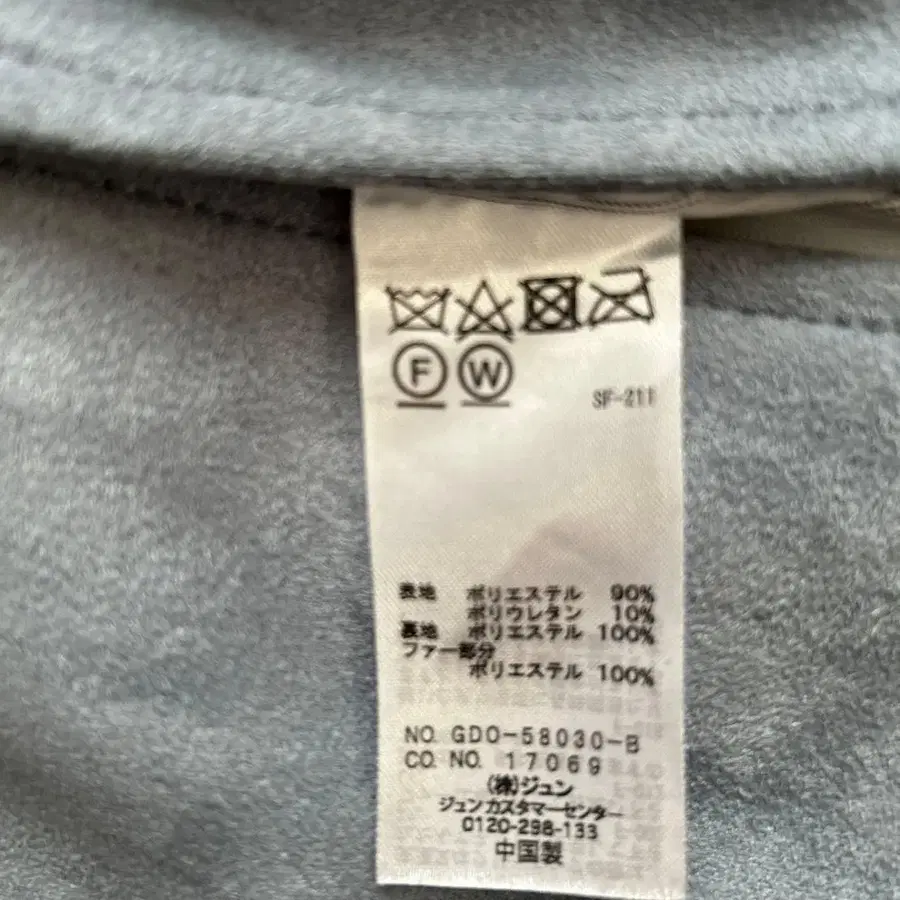 F W
SF-211
表地 ポリエステル 90%
ポリウレタン 10%
裏地 ポリエステル 100%
ファー部分
ポリエステル 100%
NO. GDO-58030-B
CO. NO. 17069
(株)ジュン
ジュンカスタマーセンター
0120-298-133
中国製